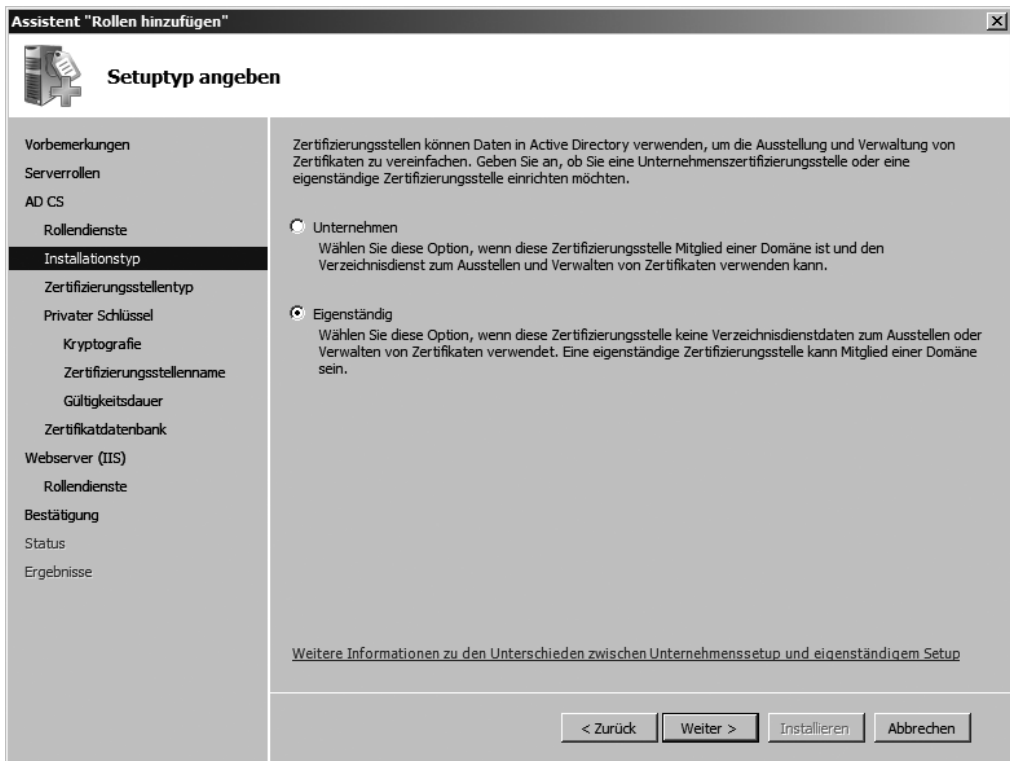 Assistent "Rollen hinzufügen"
Setuptyp angeben
Vorbemerkungen
Serverrollen
AD CS
Rollendienste
Installationstyp
Zertifizierungsstellentyp
Privater Schlüssel
Kryptografie
Zertifizierungsstellenname
Gültigkeitsdauer
Zertifikatdatenbank
Webserver (IIS)
Rollendienste
Bestätigung
Status
Ergebnisse
Zertifizierungsstellen können Daten in Active Directory verwenden, um die Ausstellung und Verwaltung von
Zertifikaten zu vereinfachen. Geben Sie an, ob Sie eine Unternehmenszertifizierungsstelle oder eine
eigenständige Zertifizierungsstelle einrichten möchten.
Unternehmen
Wählen Sie diese Option, wenn diese Zertifizierungsstelle Mitglied einer Domäne ist und den
Verzeichnisdienst zum Ausstellen und Verwalten von Zertifikaten verwenden kann.
Eigenständig
Wählen Sie diese Option, wenn diese Zertifizierungsstelle keine Verzeichnisdienstdaten zum Ausstellen oder
Verwalten von Zertifikaten verwendet. Eine eigenständige Zertifizierungsstelle kann Mitglied einer Domäne
sein.
Weitere Informationen zu den Unterschieden zwischen Unternehmenssetup und eigenständigem Setup
< Zurück
Weiter >
Installieren
Abbrechen